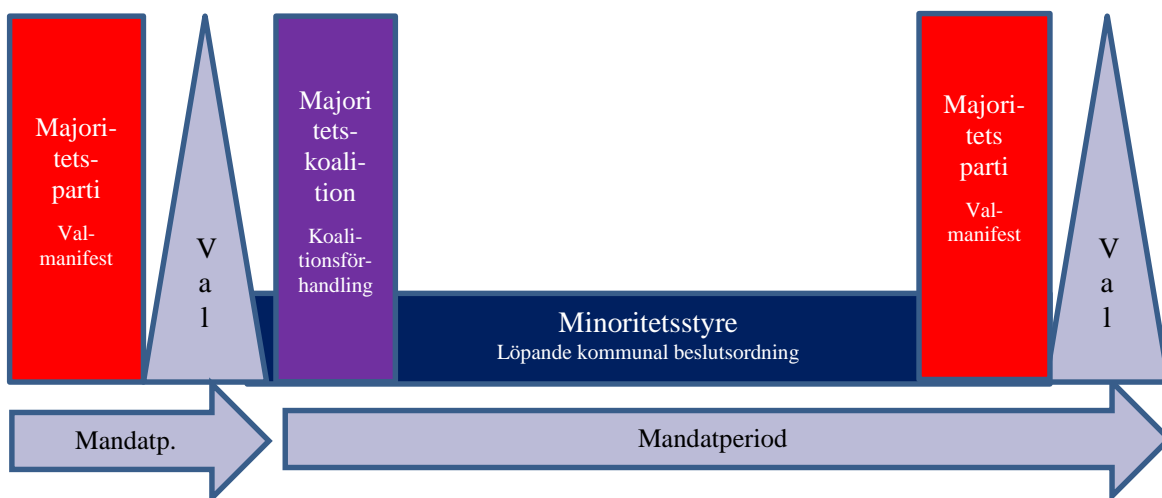 Majori-
tets-
parti
Val-
manifest
V
a
l
Majori
tets-
koali-
tion
Koali-
tionsför-
handling
Minoritetsstyre
Löpande kommunal beslutsordning
Majori-
tets
parti
Val-
manifest
V
a
l
Mandatp.
Mandatperiod